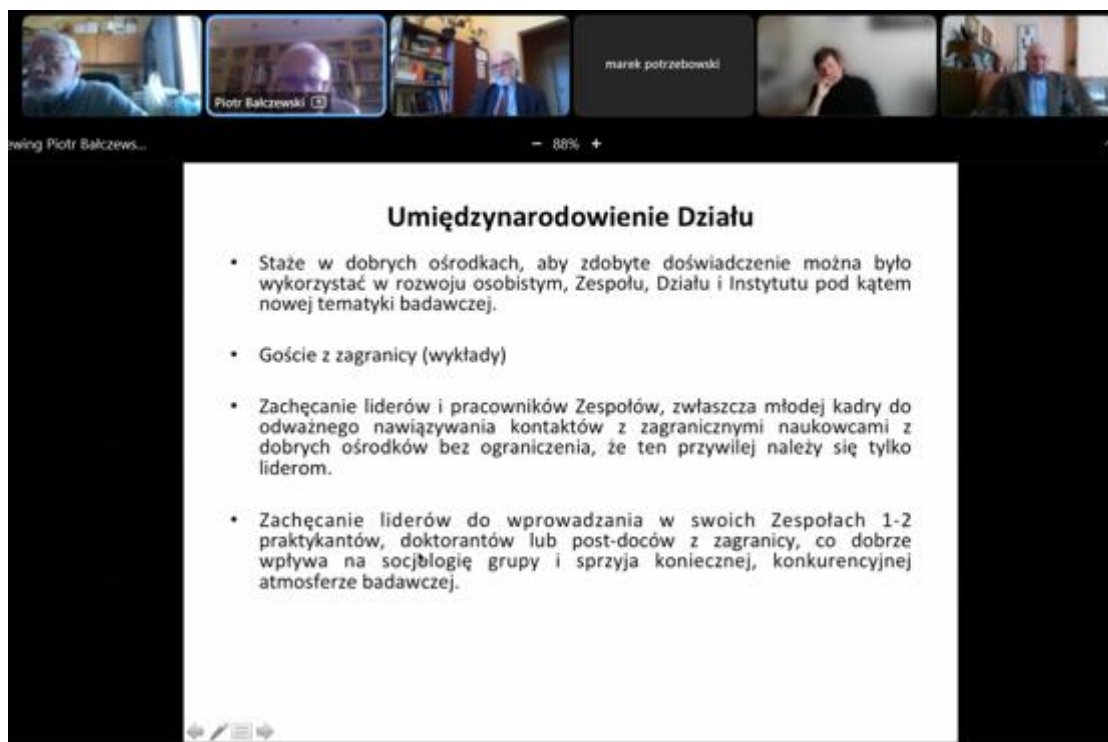 Piotr Bałczewski
marek potrzebowski
ewing Piotr Bałczews...
− 88% +
Umiędzynarodowienie Działu
• Staże w dobrych ośrodkach, aby zdobyte doświadczenie można było
wykorzystać w rozwoju osobistym, Zespołu, Działu i Instytutu pod kątem
nowej tematyki badawczej.
• Goście z zagranicy (wykłady)
• Zachęcanie liderów i pracowników Zespołów, zwłaszcza młodej kadry do
odważnego nawiązywania kontaktów z zagranicznymi naukowcami z
dobrych ośrodków bez ograniczenia, że ten przywilej należy się tylko
liderom.
• Zachęcanie liderów do wprowadzania w swoich Zespołach 1-2
praktykantów, doktorantów lub post-doców z zagranicy, co dobrze
wpływa na socjologię grupy i sprzyja koniecznej, konkurencyjnej
atmosferze badawczej.